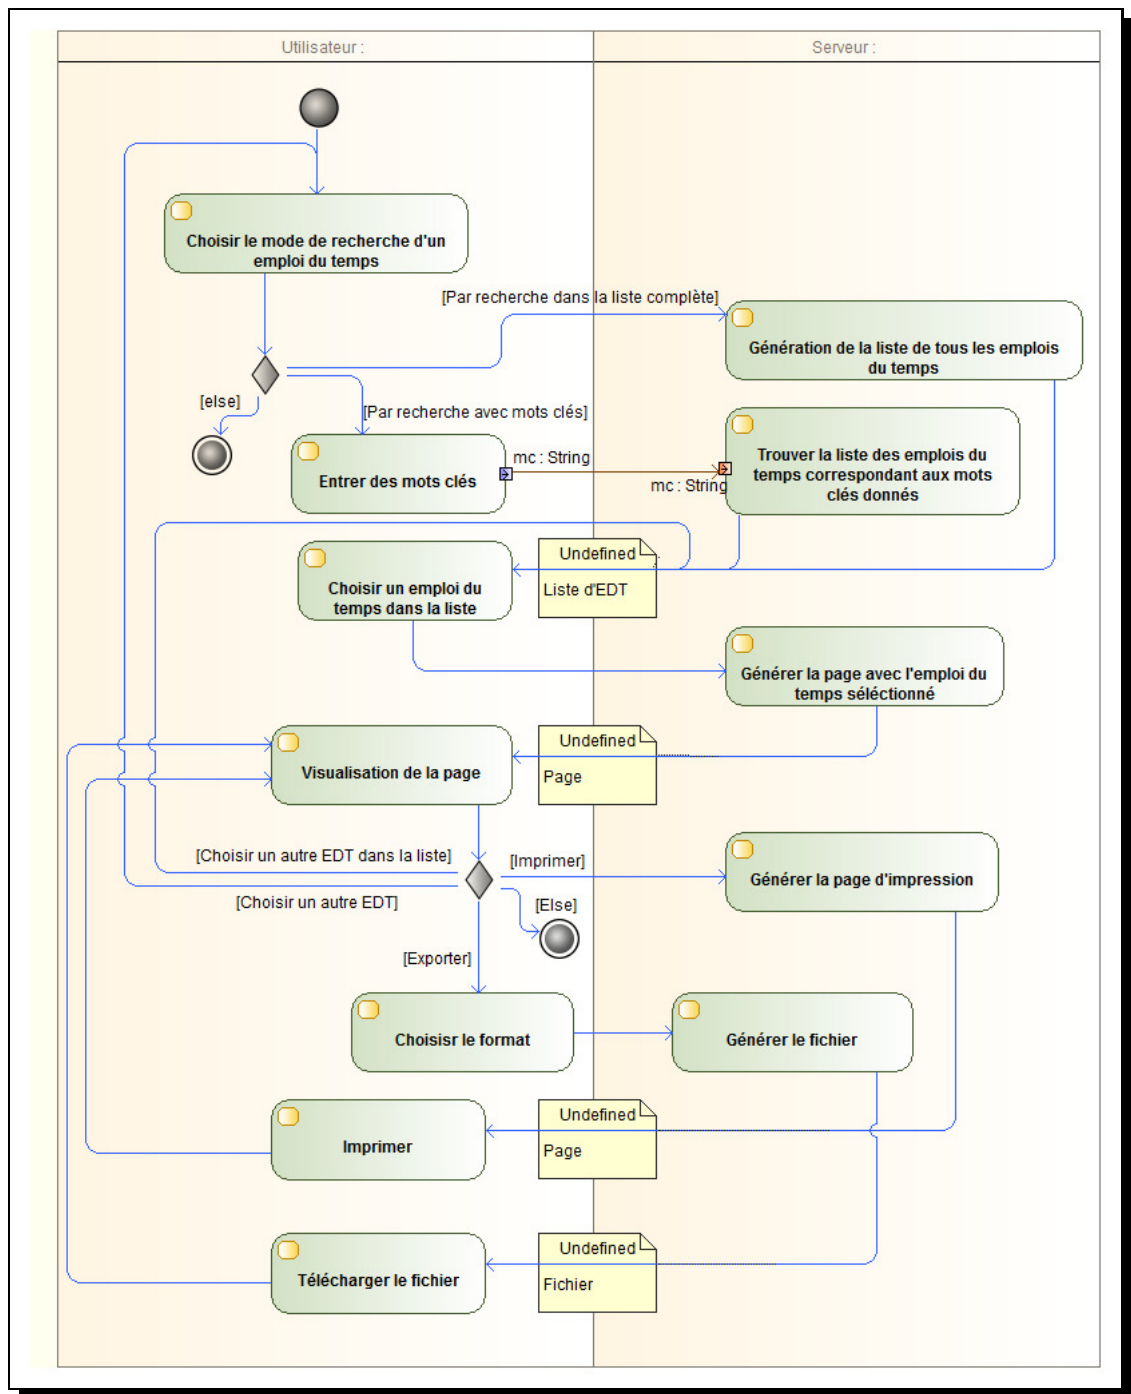 Utilisateur :
Serveur :
Choisir le mode de recherche d'un
emploi du temps
[Par recherche dans la liste complète]
Génération de la liste de tous les emplois
du temps
[else]
[Par recherche avec mots clés]
Entrer des mots clés
mc : String
mc : String
Trouver la liste des emplois du
temps correspondant aux mots
clés donnés
Undefined
Liste d'EDT
Choisir un emploi du
temps dans la liste
Générer la page avec l'emploi du
temps séléctionné
Visualisation de la page
Undefined
Page
[Choisir un autre EDT dans la liste]
[Imprimer]
Générer la page d'impression
[Choisir un autre EDT]
[Else]
[Exporter]
Choisisr le format
Générer le fichier
Imprimer
Undefined
Page
Télécharger le fichier
Undefined
Fichier